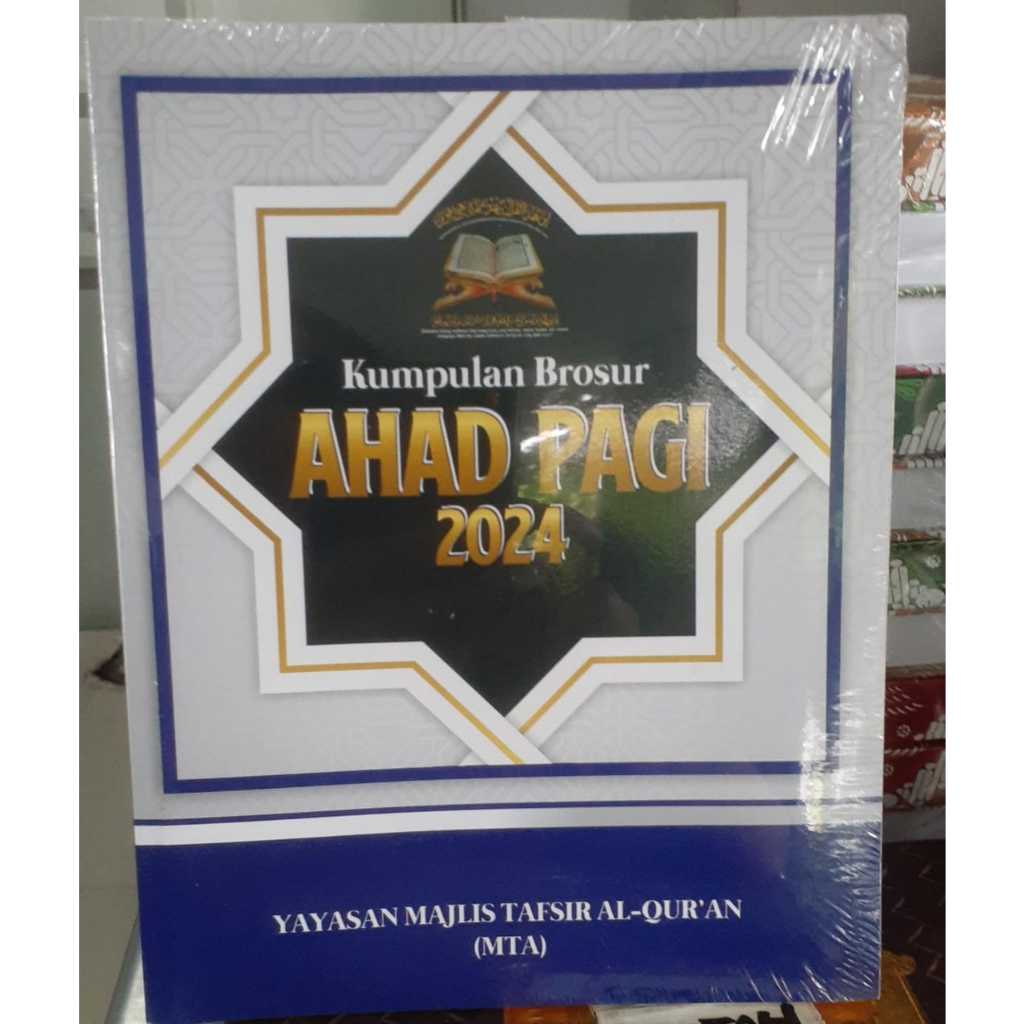 Kumpulan Brosur
AHAD PAGI
2024
YAYASAN MAJLIS TAFSIR AL-QUR'AN
(MTA)